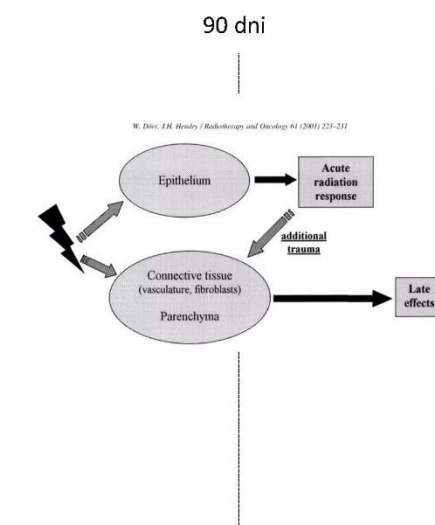 90 dni
W. Dörr, J.H. Hendry / Radiotherapy and Oncology 61 (2001) 223–231
Epithelium
Acute
radiation
response
additional
trauma
Connective tissue
(vasculature, fibroblasts)
Parenchyma
Late
effects